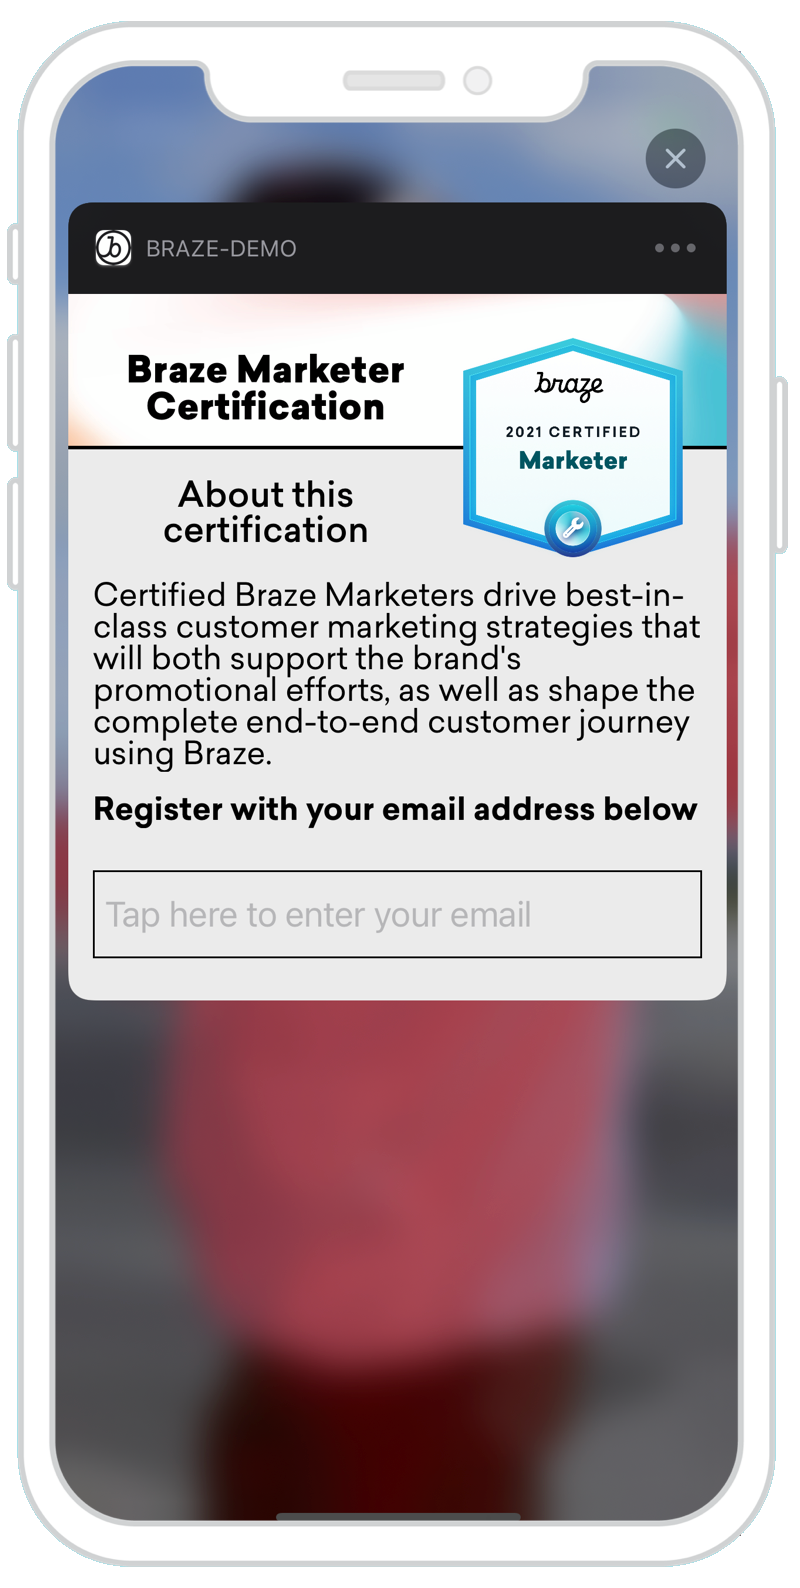 BRAZE-DEMO
Braze Marketer
Certification
braze
2021 CERTIFIED
Marketer
About this
certification
Certified Braze Marketers drive best-in-
class customer marketing strategies that
will both support the brand's
promotional efforts, as well as shape the
complete end-to-end customer journey
using Braze.
Register with your email address below
Tap here to enter your email